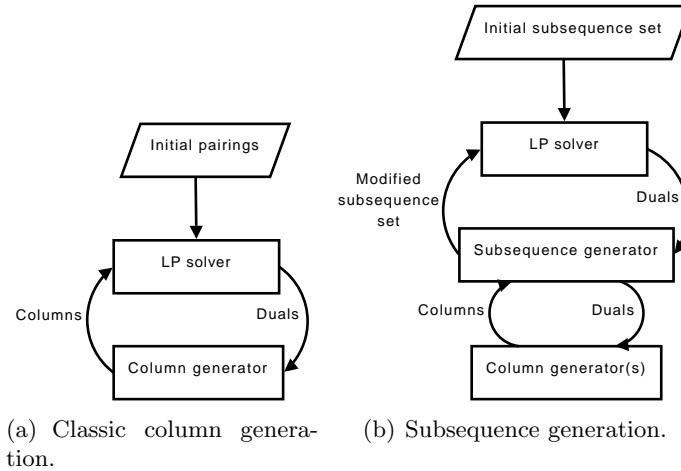 Initial pairings
LP solver
Columns
Duals
Column generator
(a) Classic column genera-
tion.
Initial subsequence set
LP solver
Modified
subsequence
set
Duals
Subsequence generator
Columns
Duals
Column generator(s)
(b) Subsequence generation.